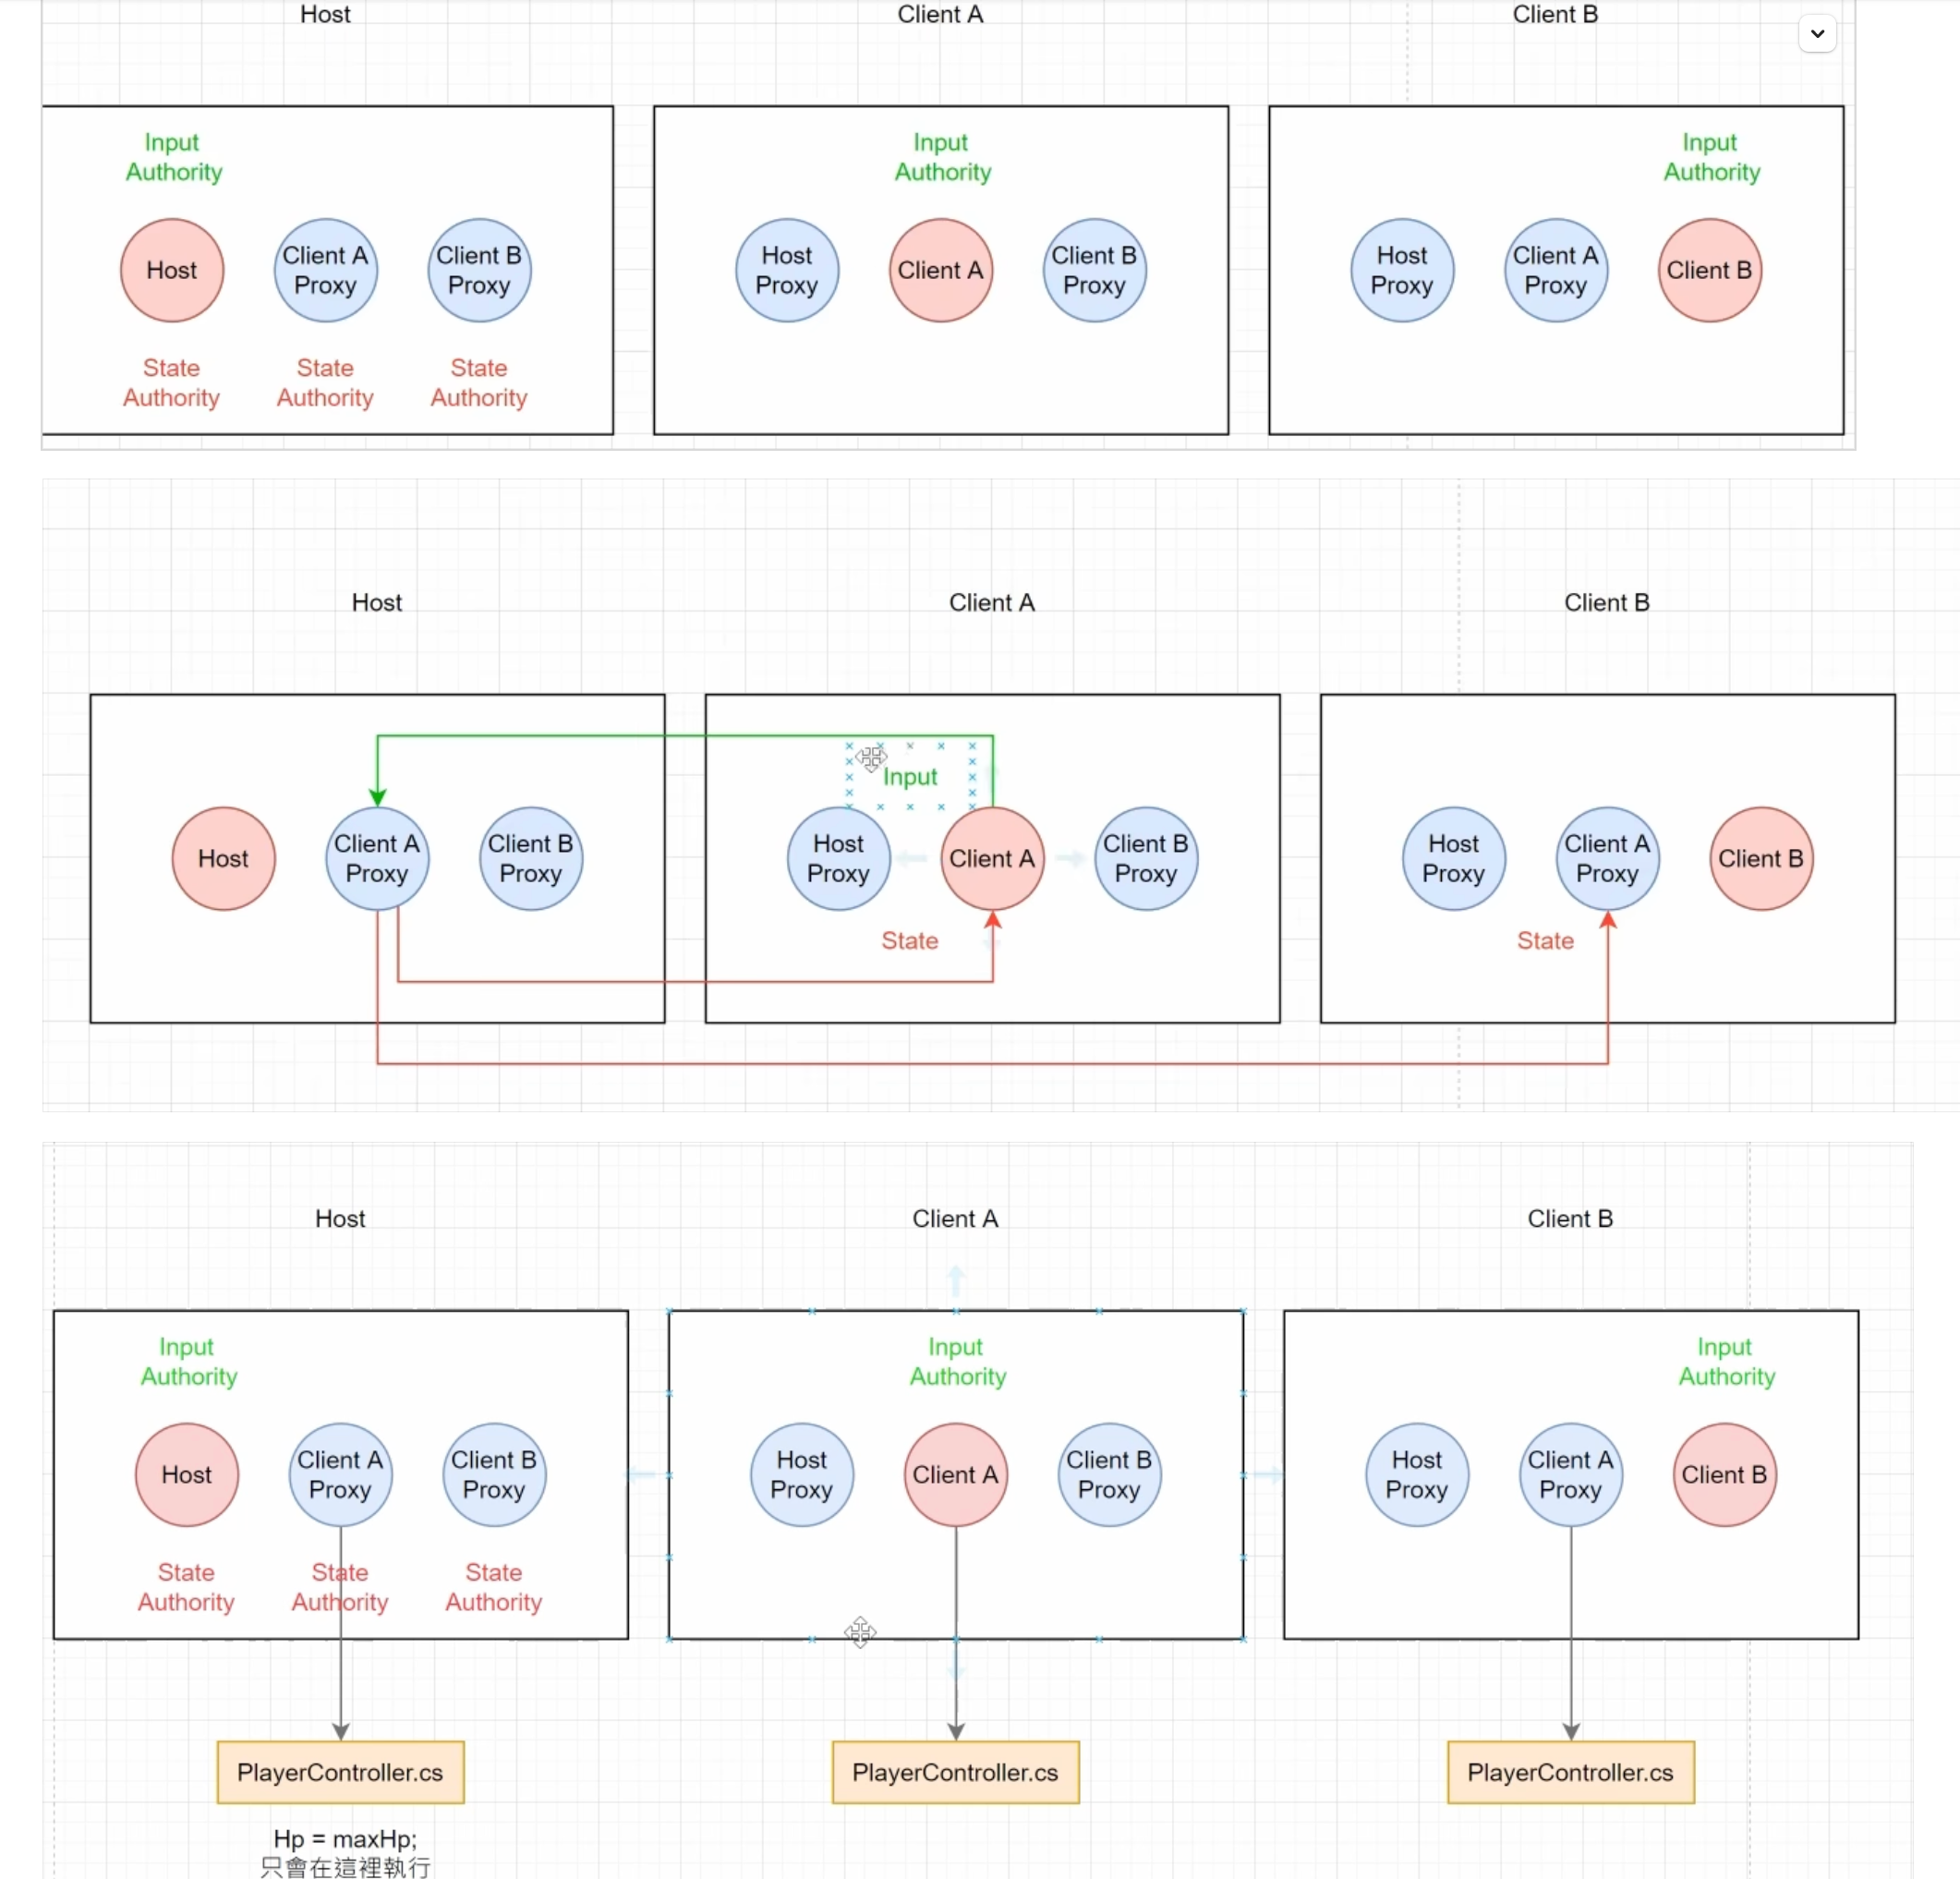 Host
Client A
Client B
Input
Authority
Input
Authority
Input
Authority
Host
Client A
Proxy
Client B
Proxy
Host
Proxy
Client A
Client B
Proxy
Host
Proxy
Client A
Proxy
Client B
State
Authority
State
Authority
State
Authority
Host
Client A
Client B
Input
Host
Client A
Proxy
Client B
Proxy
Host
Proxy
Client A
Client B
Proxy
Host
Proxy
Client A
Proxy
Client B
State
State
Host
Client A
Client B
Input
Authority
Input
Authority
Input
Authority
Host
Client A
Proxy
Client B
Proxy
Host
Proxy
Client A
Client B
Proxy
Host
Proxy
Client A
Proxy
Client B
State
Authority
State
Authority
State
Authority
PlayerController.cs
PlayerController.cs
PlayerController.cs
Hp = maxHp;
只會在這裡執行